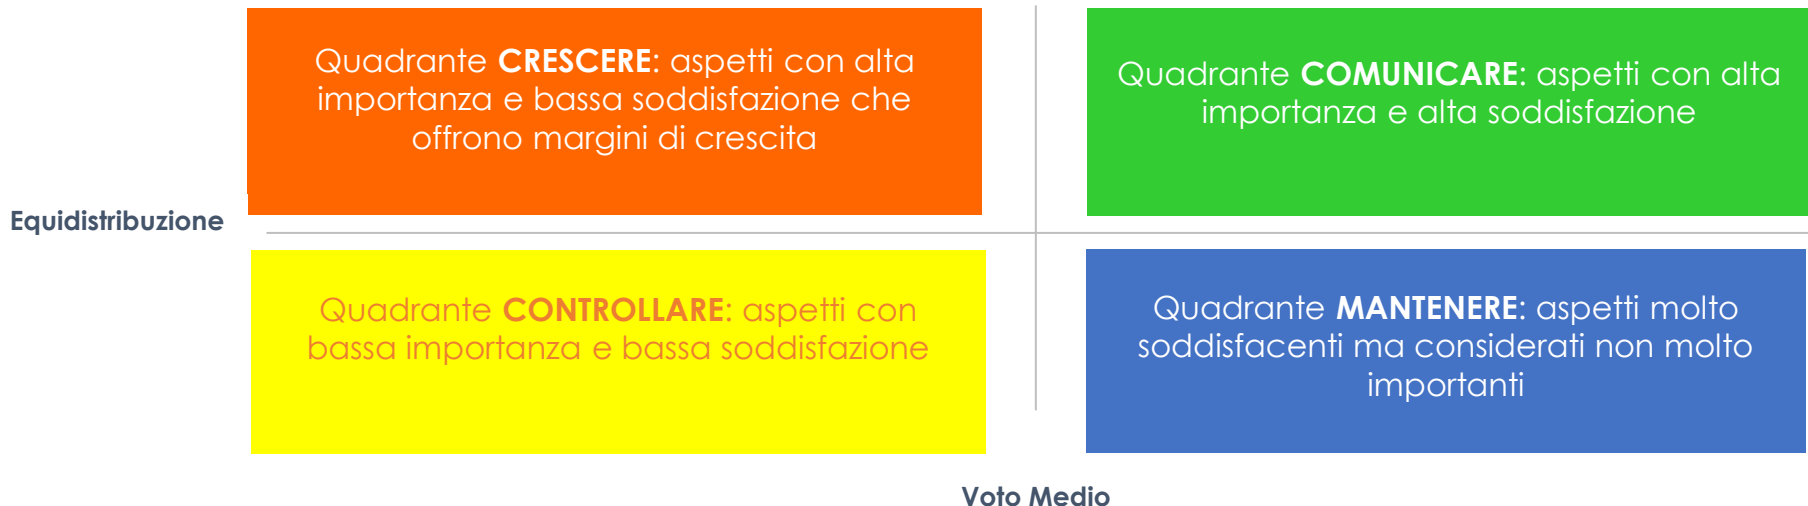 Quadrante CRESCERE: aspetti con alta
importanza e bassa soddisfazione che
offrono margini di crescita
Quadrante COMUNICARE: aspetti con alta
importanza e alta soddisfazione
Equidistribuzione
Quadrante CONTROLLARE: aspetti con
bassa importanza e bassa soddisfazione
Quadrante MANTENERE: aspetti molto
soddisfacenti ma considerati non molto
importanti
Voto Medio